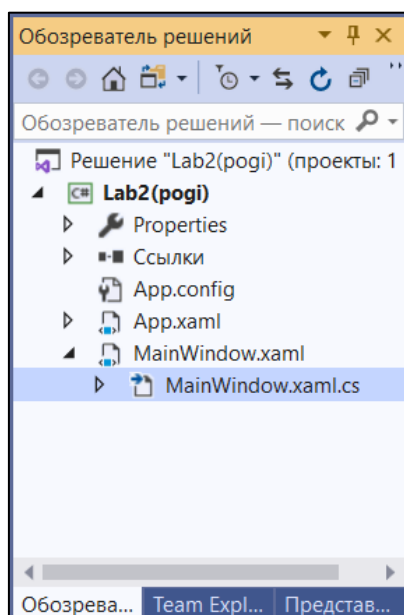 Обозреватель решений
Обозреватель решений — поиск
Решение "Lab2(pogi)" (проекты: 1
C# Lab2(pogi)
Properties
Ссылки
App.config
App.xaml
MainWindow.xaml
MainWindow.xaml.cs
Обозрева... Team Expl... Представ...